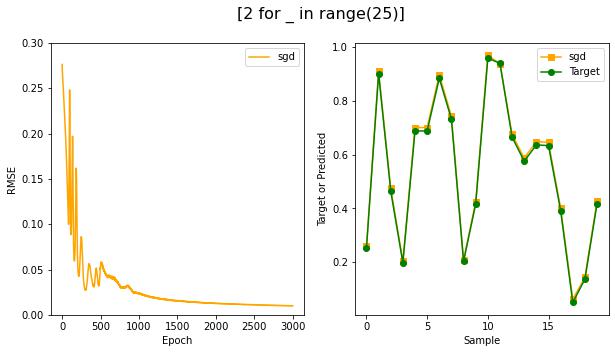 [2 for _ in range(25)]
0.30
0.25
0.20
0.15
0.10
0.05
0.00
RMSE
0 500 1000 1500 2000 2500 3000
Epoch
sgd
1.0
0.8
0.6
0.4
0.2
Target or Predicted
0 5 10 15
Sample
sgd
Target